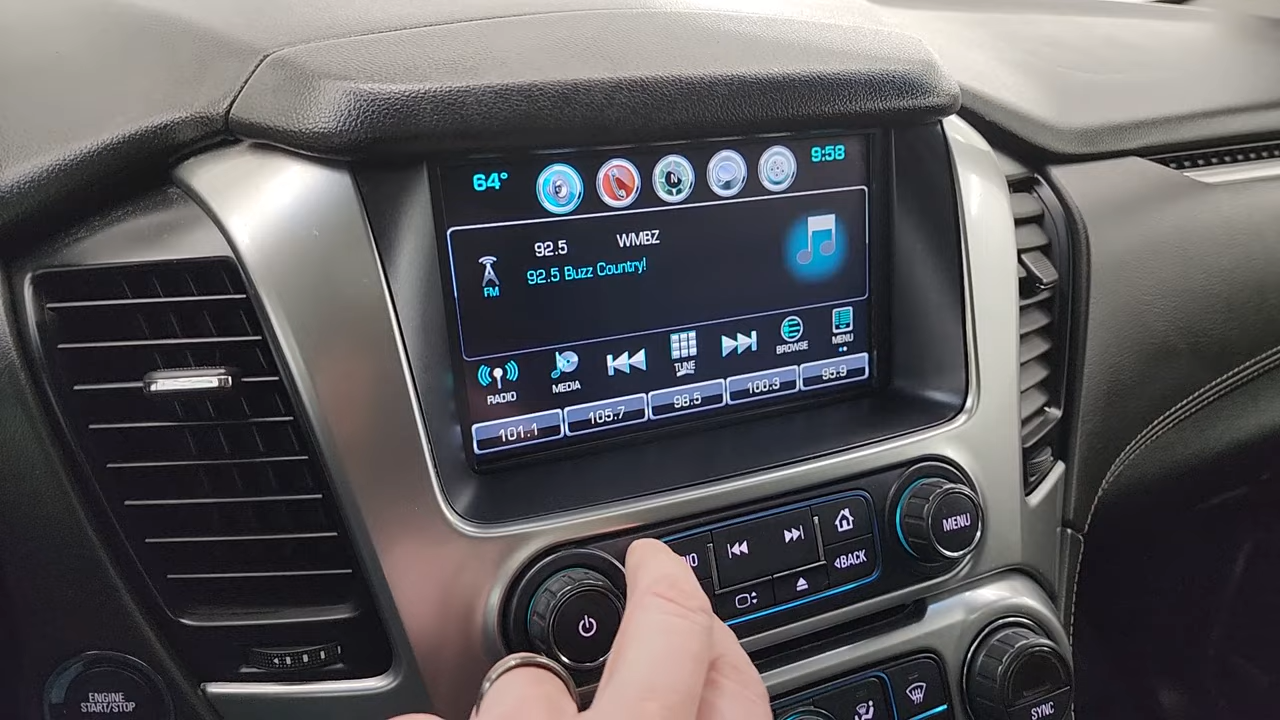 64°
N
9:58
92.5 WMBZ
92.5 Buzz Country!
FM
RADIO
MEDIA
TUNE
BROWSE
MENU
101.1
105.7
98.5
100.3
95.9
MENU
BACK
SYNC
ENGINE
START/STOP